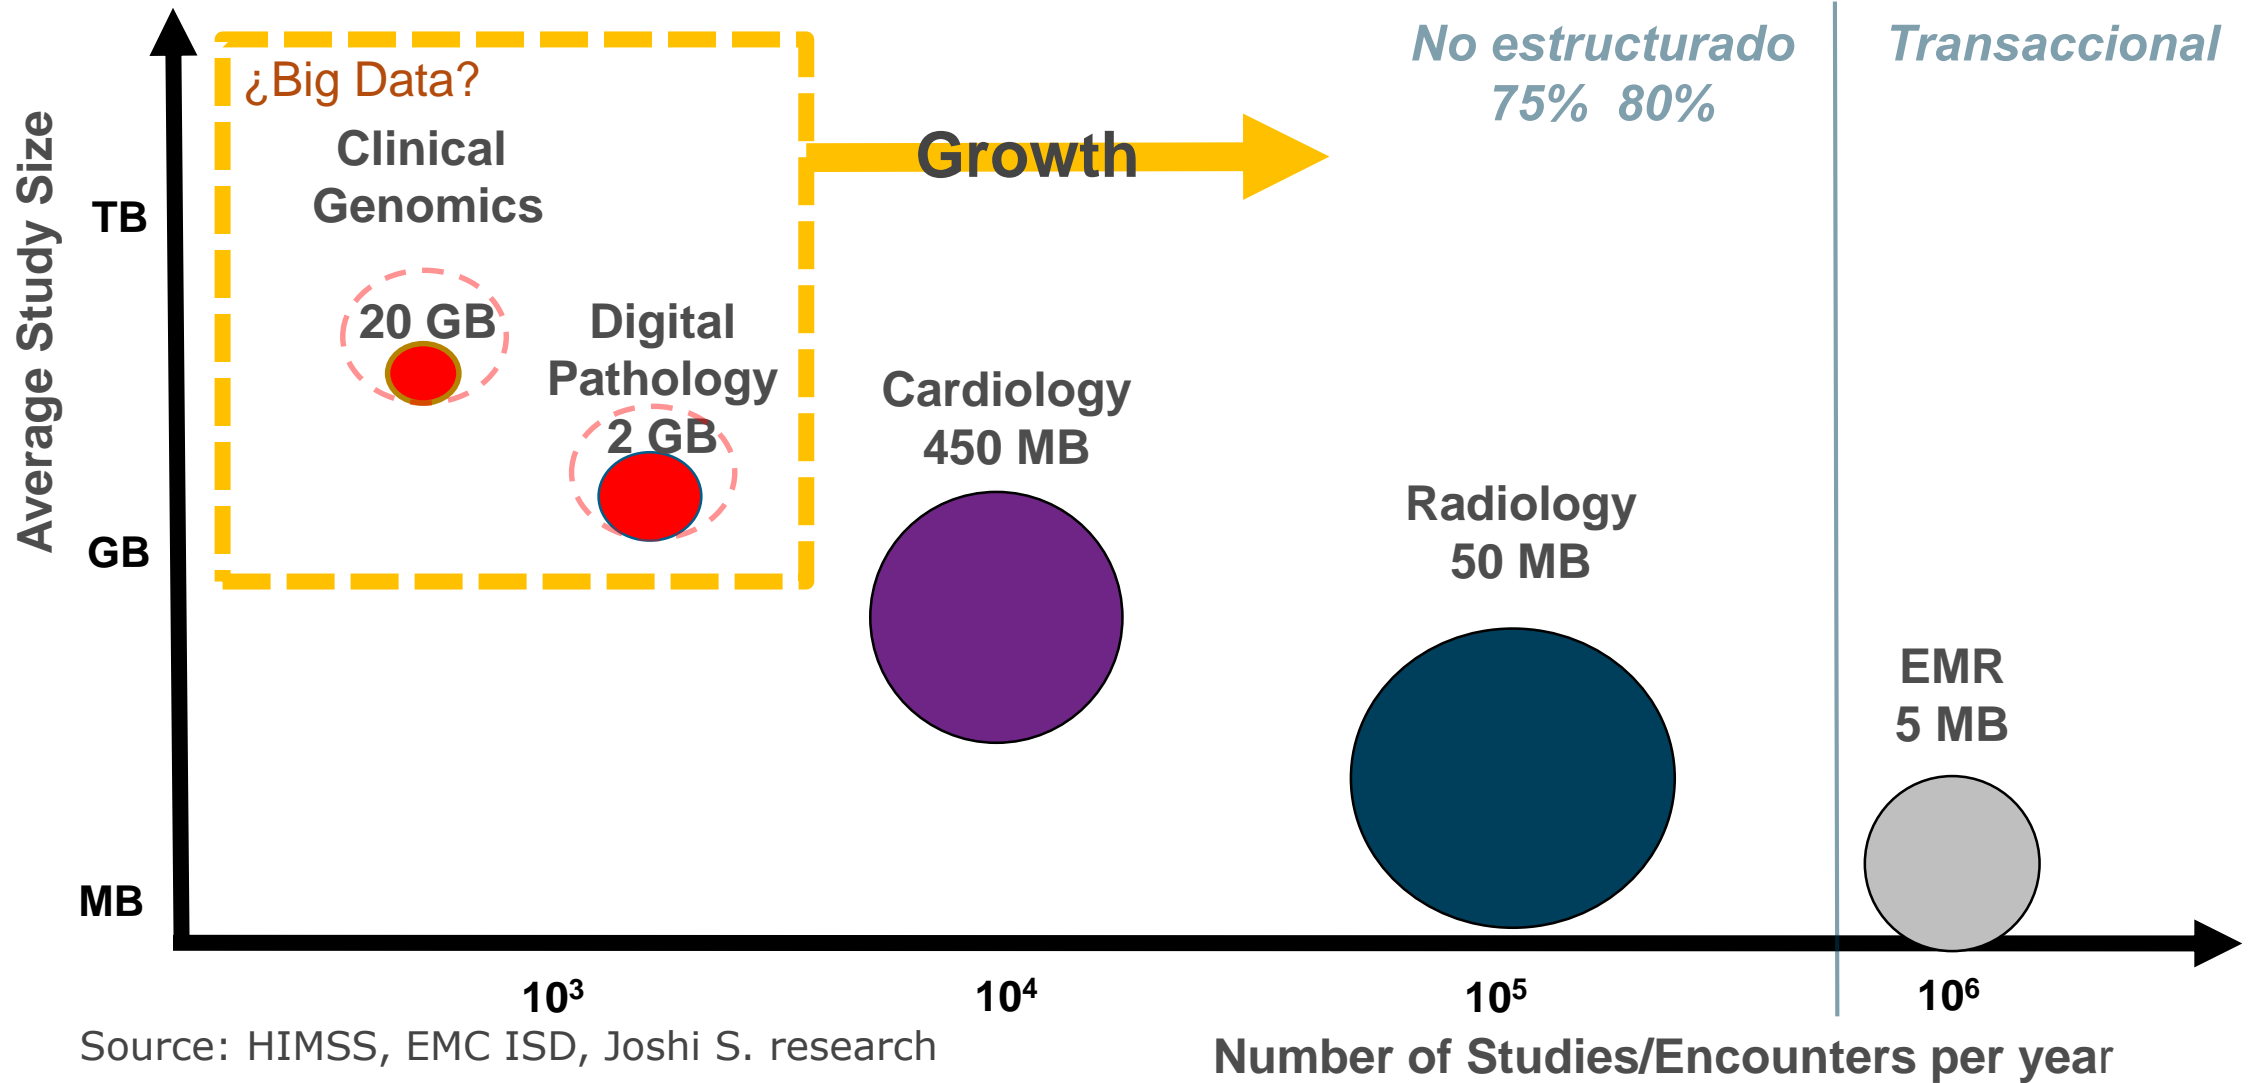 No estructurado
75% 80%
Transaccional
¿Big Data?
Clinical
Genomics
Growth
Average Study Size
TB
20 GB
Digital
Pathology
2 GB
Cardiology
450 MB
Radiology
50 MB
GB
EMR
5 MB
MB
10³
10⁴
10⁵
10⁶
Source: HIMSS, EMC ISD, Joshi S. research
Number of Studies/Encounters per year